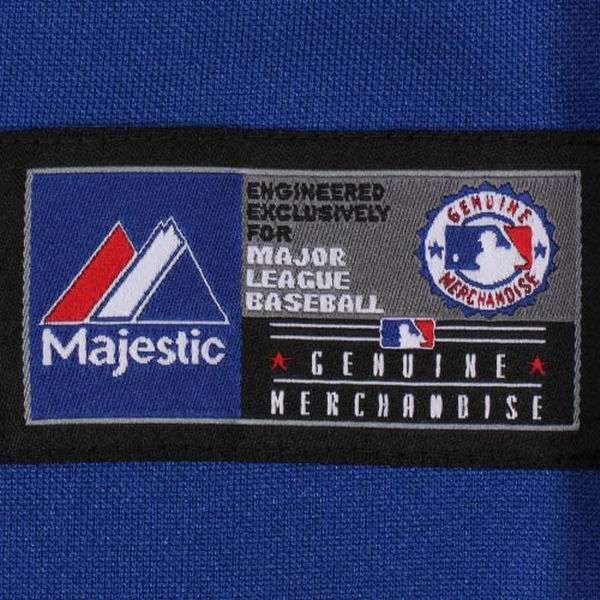 Majestic
ENGINEERED
EXCLUSIVELY
FOR
MAJOR
LEAGUE
BASEBALL
GENUINE
MERCHANDISE
GENUINE
MERCHANDISE